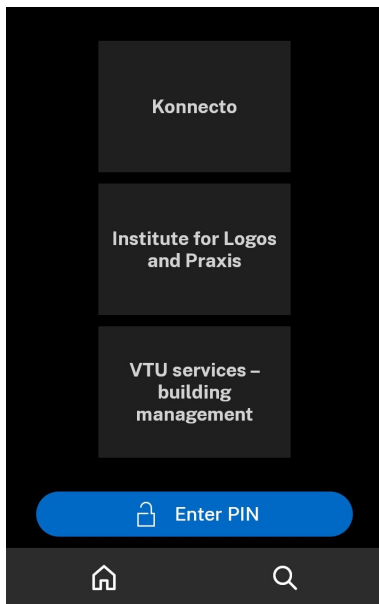 Konnecto
Institute for Logos
and Praxis
VTU services –
building
management
Enter PIN